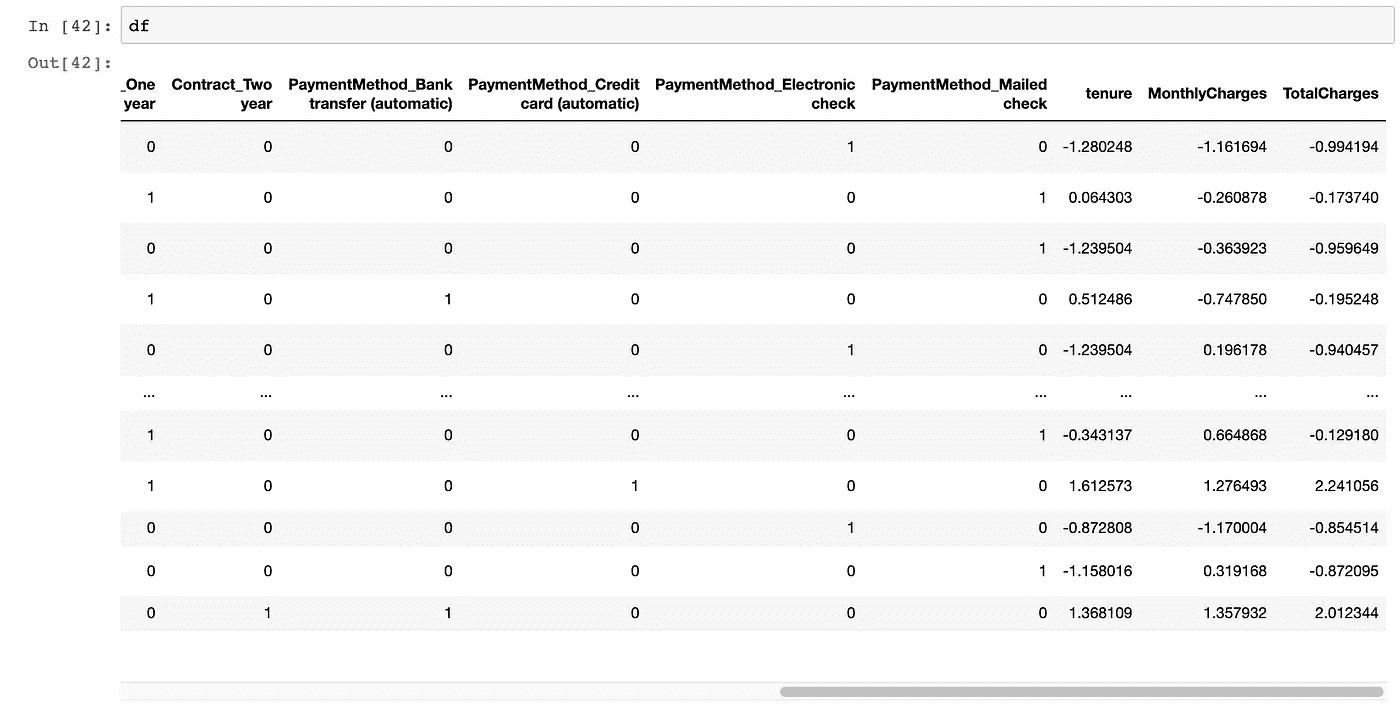 In [42]: df
Out[42]:
_One Contract_Two PaymentMethod_Bank PaymentMethod_Credit PaymentMethod_Electronic PaymentMethod_Mailed tenure MonthlyCharges TotalCharges
year year transfer (automatic) card (automatic) check check
0 0 0 0 1 0 -1.280248 -1.161694 -0.994194
1 0 0 0 0 1 0.064303 -0.260878 -0.173740
0 0 0 0 0 1 -1.239504 -0.363923 -0.959649
1 0 1 0 0 0 0.512486 -0.747850 -0.195248
0 0 0 0 1 0 -1.239504 0.196178 -0.940457
... ... ... ... ... ... ... ... ...
1 0 0 0 0 1 -0.343137 0.664868 -0.129180
1 0 0 1 0 0 1.612573 1.276493 2.241056
0 0 0 0 1 0 -0.872808 -1.170004 -0.854514
0 0 0 0 0 1 -1.158016 0.319168 -0.872095
0 1 1 0 0 0 1.368109 1.357932 2.012344